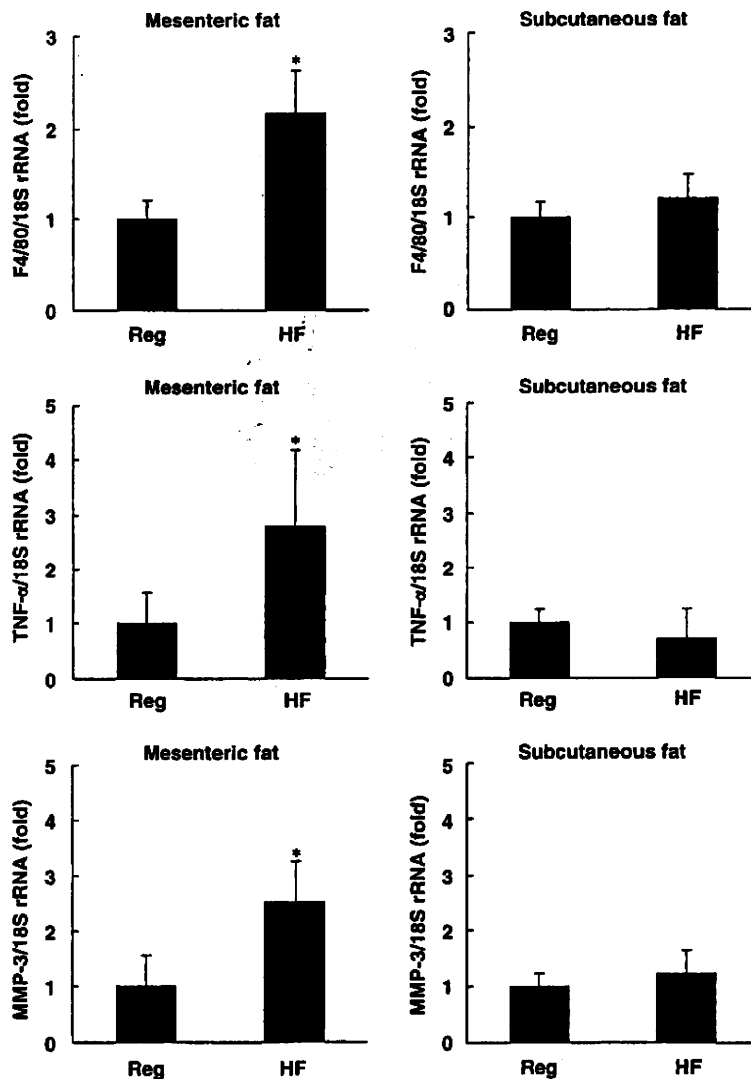 Mesenteric fat
F4/80/18S rRNA (fold)
3
2
1
0
*
Reg HF
Subcutaneous fat
F4/80/18S rRNA (fold)
3
2
1
0
Reg HF
Mesenteric fat
TNF-α/18S rRNA (fold)
5
4
3
2
1
0
*
Reg HF
Subcutaneous fat
TNF-α/18S rRNA (fold)
5
4
3
2
1
0
Reg HF
Mesenteric fat
MMP-3/18S rRNA (fold)
5
4
3
2
1
0
*
Reg HF
Subcutaneous fat
MMP-3/18S rRNA (fold)
5
4
3
2
1
0
Reg HF